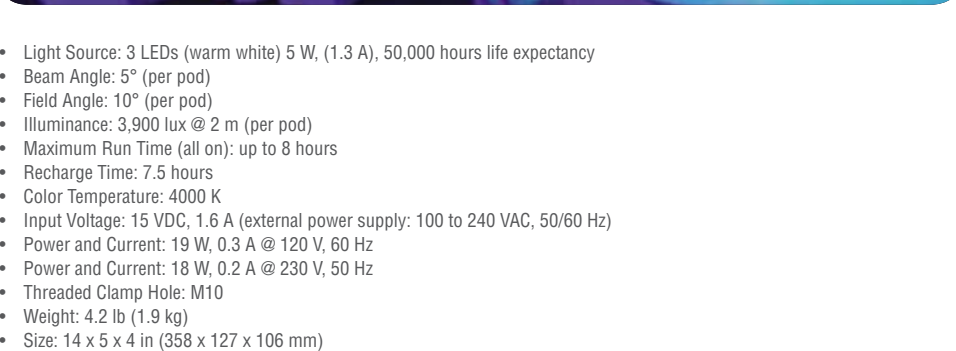 • Light Source: 3 LEDs (warm white) 5 W, (1.3 A), 50,000 hours life expectancy
• Beam Angle: 5° (per pod)
• Field Angle: 10° (per pod)
• Illuminance: 3,900 lux @ 2 m (per pod)
• Maximum Run Time (all on): up to 8 hours
• Recharge Time: 7.5 hours
• Color Temperature: 4000 K
• Input Voltage: 15 VDC, 1.6 A (external power supply: 100 to 240 VAC, 50/60 Hz)
• Power and Current: 19 W, 0.3 A @ 120 V, 60 Hz
• Power and Current: 18 W, 0.2 A @ 230 V, 50 Hz
• Threaded Clamp Hole: M10
• Weight: 4.2 lb (1.9 kg)
• Size: 14 x 5 x 4 in (358 x 127 x 106 mm)